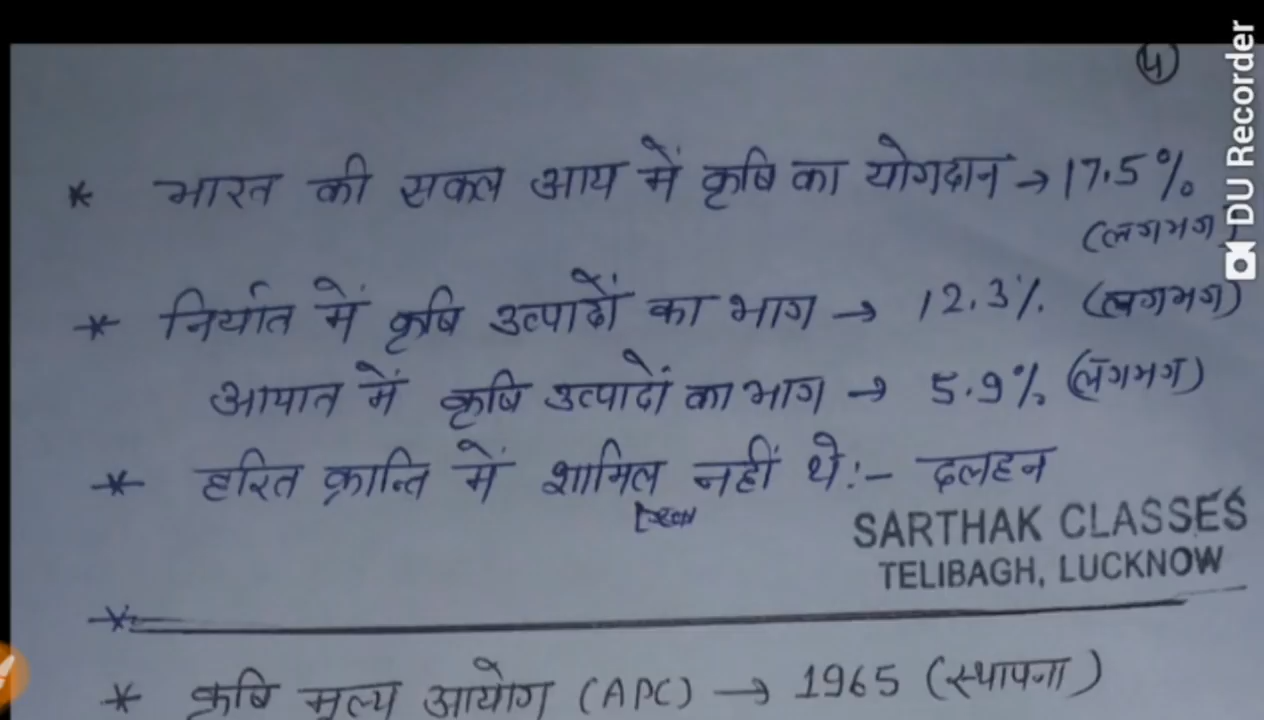 4
* भारत की सकल आय में कृषि का योगदान → 17.5%
(लगभग)
* निर्यात में कृषि उत्पादों का भाग → 12.3% (लगभग)
आयात में कृषि उत्पादों का भाग → 5.9% (लगभग)
* हरित क्रान्ति में शामिल नहीं थे:- दलहन
SARTHAK CLASSES
TELIBAGH, LUCKNOW
*
* कृषि मूल्य आयोग (APC) → 1965 (स्थापना)
DU Recorder